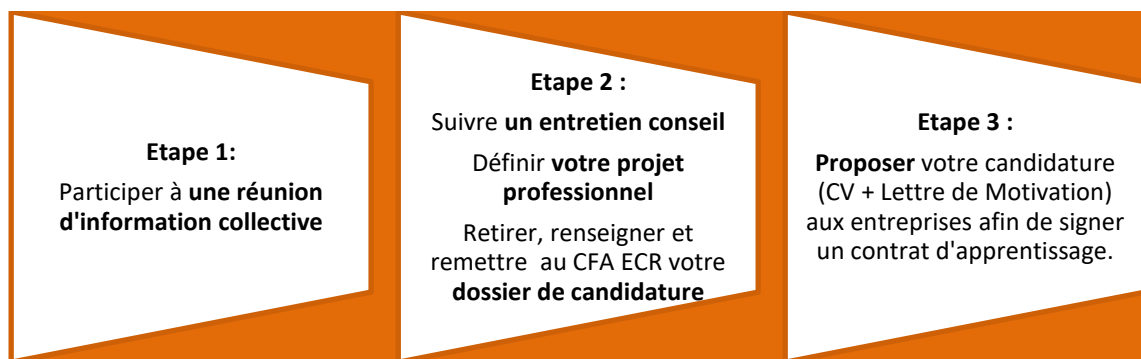 Etape 1:
Participer à une réunion
d'information collective
Etape 2 :
Suivre un entretien conseil
Définir votre projet
professionnel
Retirer, renseigner et
remettre  au CFA ECR votre
dossier de candidature
Etape 3 :
Proposer votre candidature
(CV + Lettre de Motivation)
aux entreprises afin de signer
un contrat d'apprentissage.